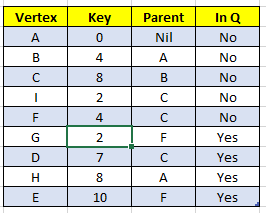 Vertex Key Parent In Q
A 0 Nil No
B 4 A No
C 8 B No
I 2 C No
F 4 C No
G 2 F Yes
D 7 C Yes
H 8 A Yes
E 10 F Yes